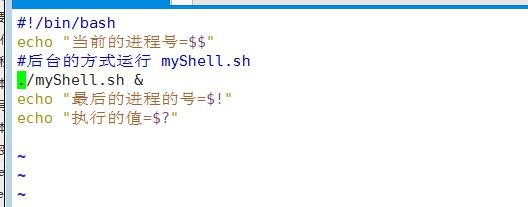 #!/bin/bash
echo "当前的进程号=$$"
#后台的方式运行 myShell.sh
./myShell.sh &
echo "最后的进程的号=$!"
echo "执行的值=$?"
~
~
~